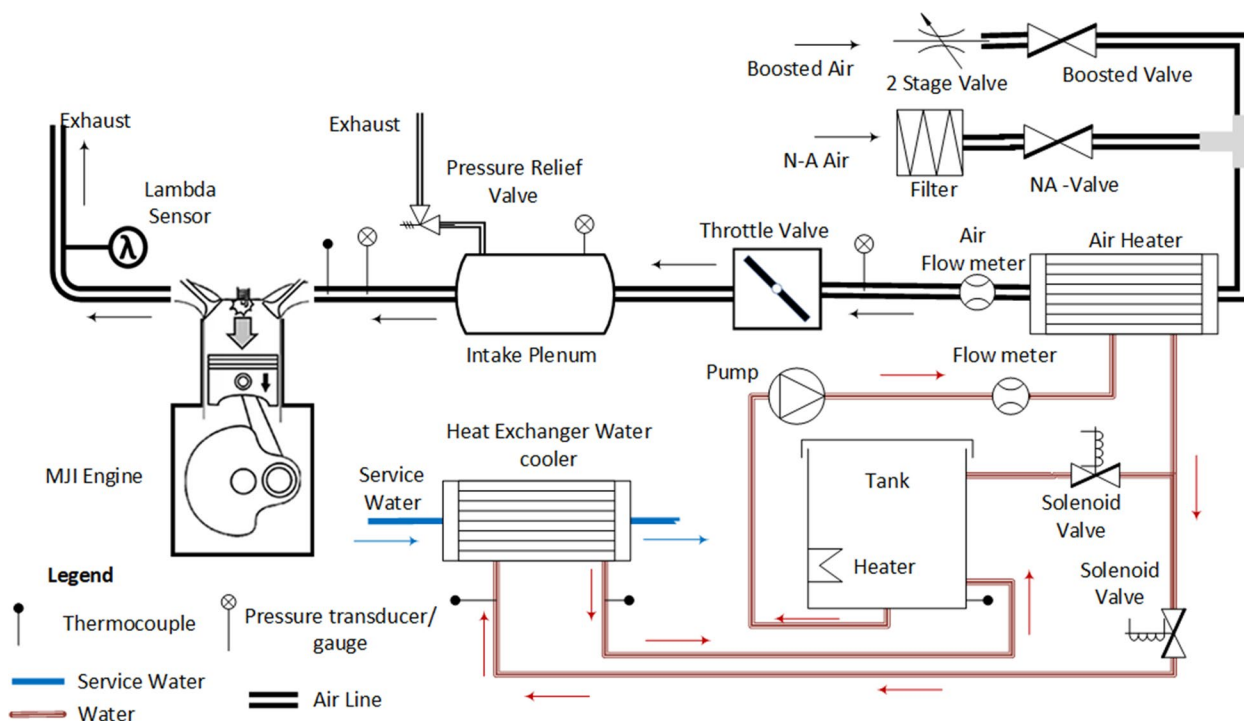 Boosted Air
2 Stage Valve
Boosted Valve
Exhaust
Exhaust
N-A Air
Filter
NA -Valve
Lambda
Sensor
λ
Pressure Relief
Valve
Throttle Valve
Air
Flow meter
Air Heater
Intake Plenum
Pump
Flow meter
MJI Engine
Heat Exchanger Water
cooler
Service
Water
Tank
Solenoid
Valve
Heater
Solenoid
Valve
Legend
Thermocouple
Pressure transducer/
gauge
Service Water
Air Line
Water